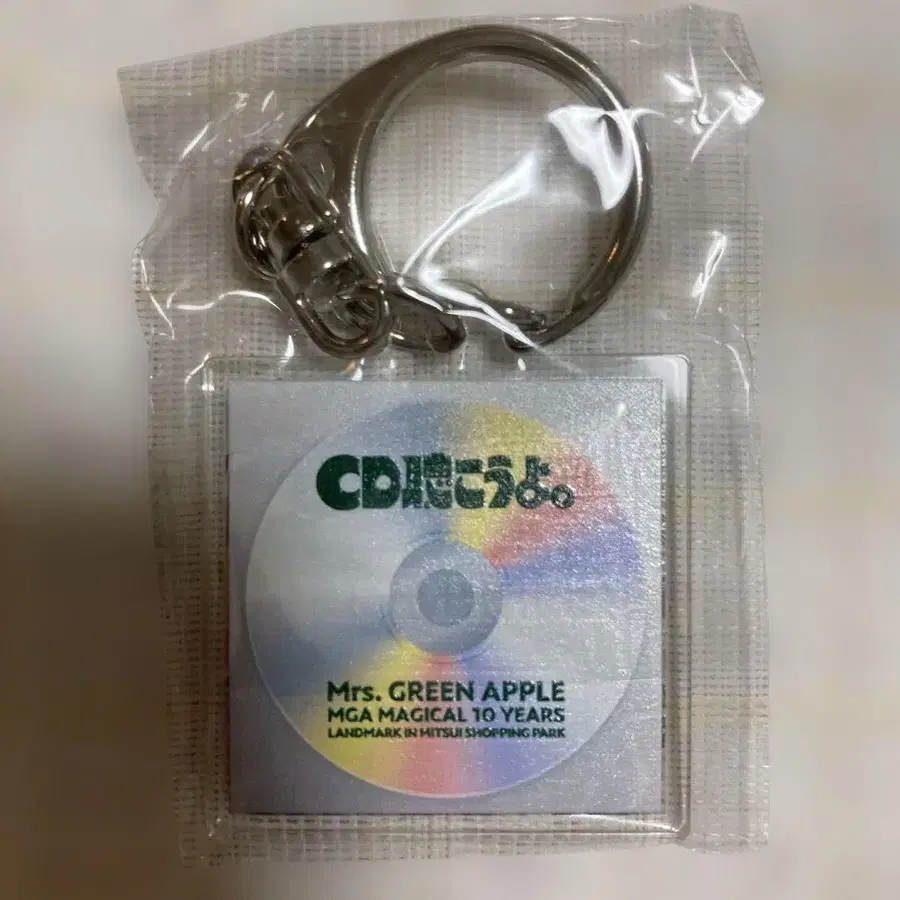 CD聴こうよ。
Mrs. GREEN APPLE
MGA MAGICAL 10 YEARS
LANDMARK IN MITSUI SHOPPING PARK